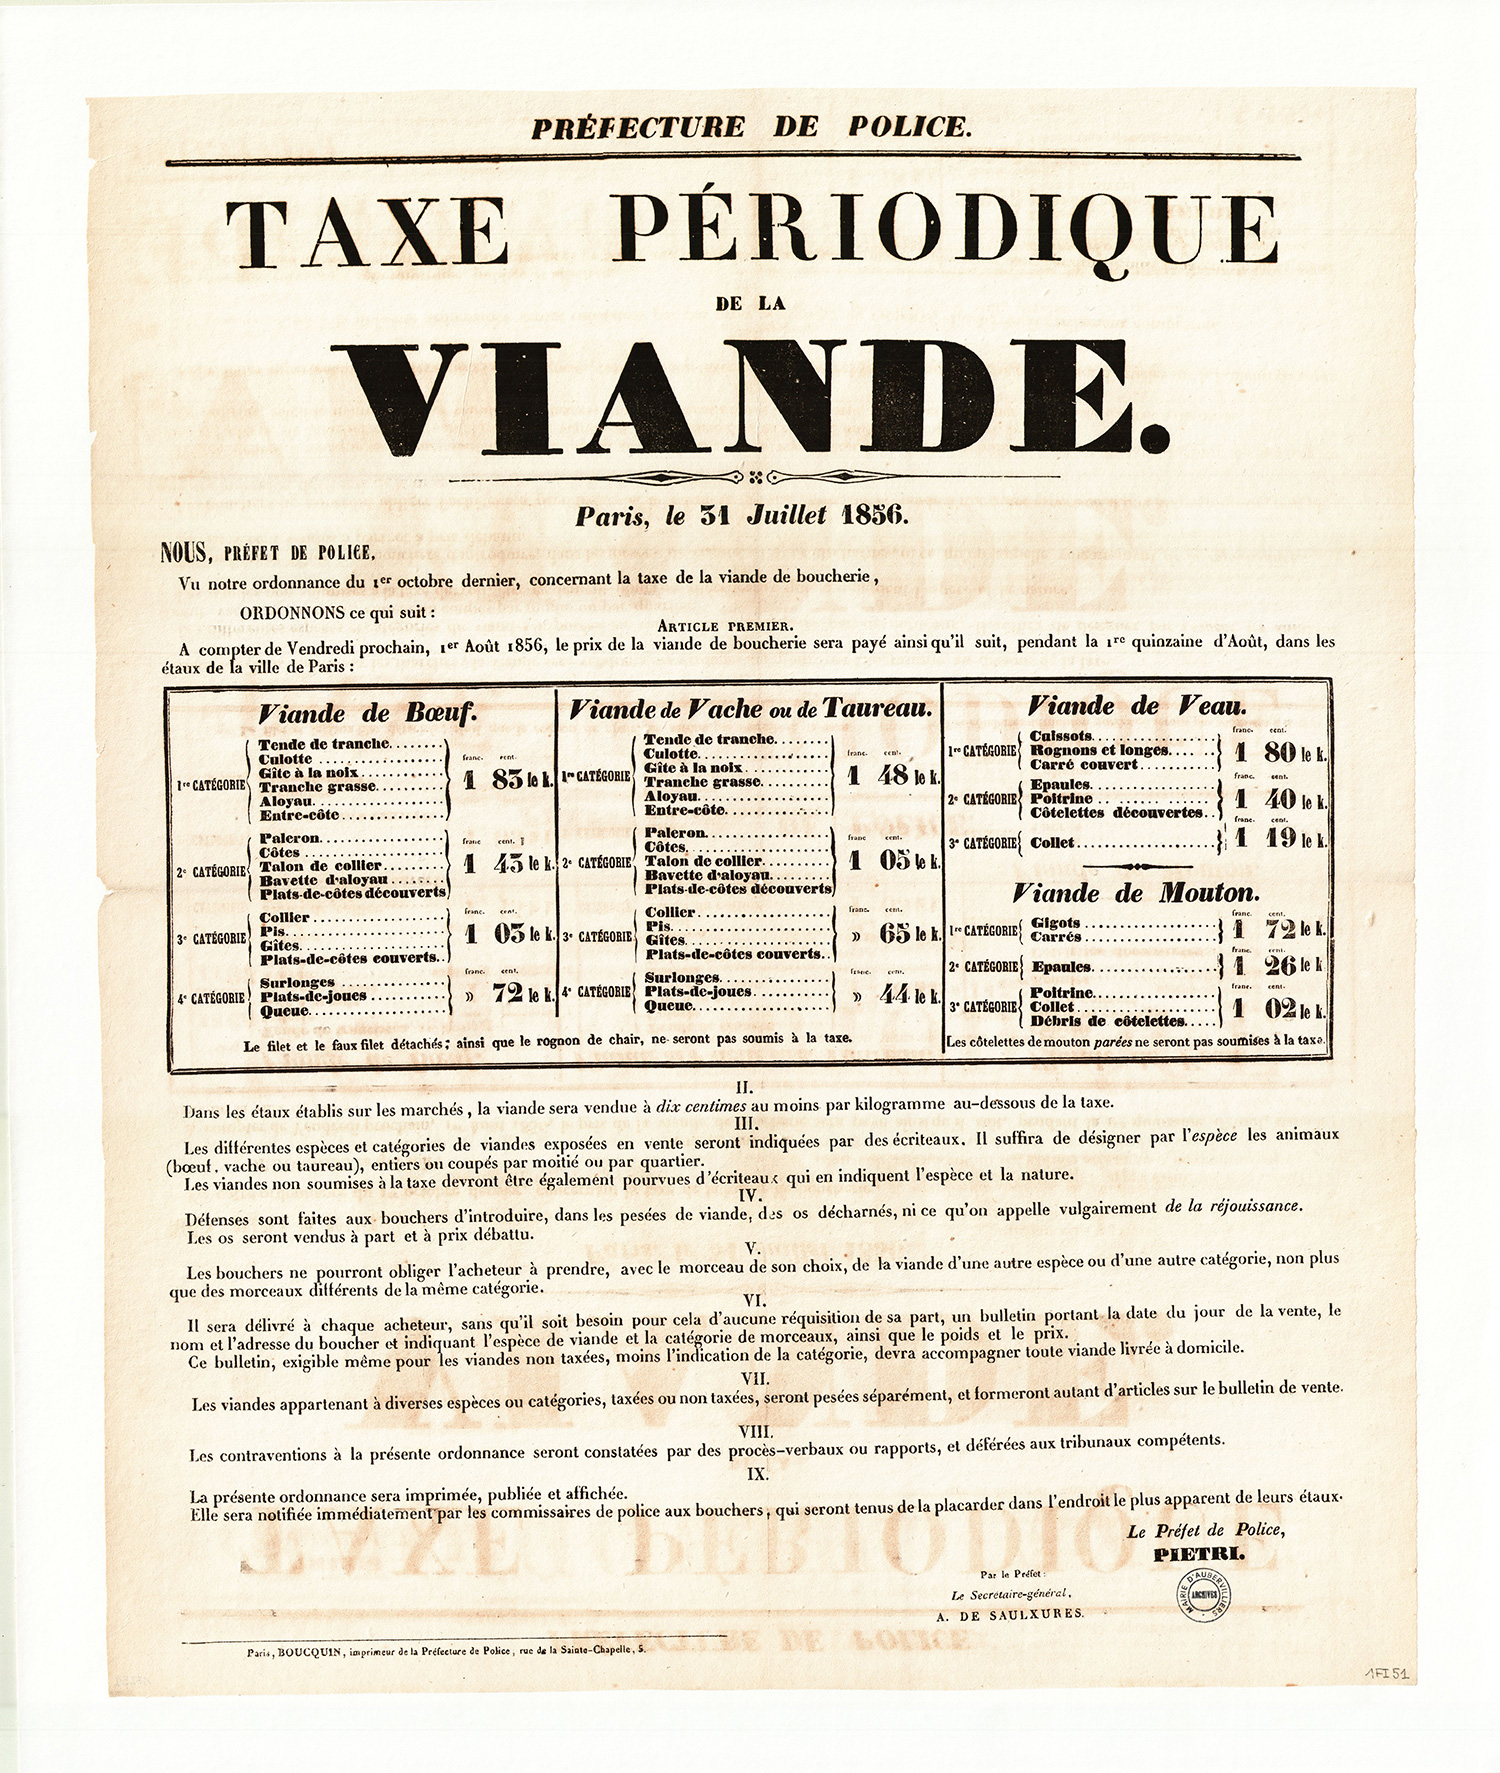 PRÉFECTURE DE POLICE.
TAXE PÉRIODIQUE
DE LA
VIANDE.
Paris, le 31 Juillet 1856.
NOUS, PRÉFET DE POLICE,
Vu notre ordonnance du 1er octobre dernier, concernant la taxe de la viande de boucherie,
ORDONNONS ce qui suit :
ARTICLE PREMIER.
A compter de Vendredi prochain, 1er Août 1856, le prix de la viande de boucherie sera payé ainsi qu'il suit, pendant la 1re quinzaine d'Août, dans les
étaux de la ville de Paris :
Viande de Bœuf.
Tende de tranche........
Culotte ................
Gîte à la noix............
Tranche grasse..........
Aloyau.................
Entre-côte..............
1re CATÉGORIE
franc. cent.
1 83 le k.
Paleron.................
Côtes ..................
Talon de collier.........
Bavette d'aloyau........
Plats-de-côtes découverts
2e CATÉGORIE
franc cent.
1 43 le k.
Collier.................
Pis.....................
Gîtes...................
Plats-de-côtes couverts..
3e CATÉGORIE
franc. cent.
1 03 le k.
Surlonges ..............
Plats-de-joues ..........
Queue..................
4e CATÉGORIE
franc. cent.
» 72 le k.
Viande de Vache ou de Taureau.
Tende de tranche........
Culotte.................
Gîte à la noix............
Tranche grasse..........
Aloyau.................
Entre-côte..............
1re CATÉGORIE
franc. cent.
1 48 le k.
Paleron.................
Côtes...................
Talon de collier.........
Bavette d'aloyau........
Plats-de-côtes découverts
2e CATÉGORIE
franc cent.
1 05 le k.
Collier.................
Pis.....................
Gîtes...................
Plats-de-côtes couverts..
3e CATÉGORIE
franc. cent.
» 65 le k.
Surlonges...............
Plats-de-joues...........
Queue..................
4e CATÉGORIE
franc. cent.
» 44 le k.
Le filet et le faux filet détachés; ainsi que le rognon de chair, ne seront pas soumis à la taxe.
Viande de Veau.
Cuissots................
Rognons et longes.......
Carré couvert...........
1re CATÉGORIE
franc. cent.
1 80 le k.
Epaules.................
Poitrine ................
Côtelettes découvertes..
2e CATÉGORIE
franc. cent.
1 40 le k.
3e CATÉGORIE Collet....................
franc. cent.
1 19 le k.
Viande de Mouton.
Gigots ..................
Carrés ..................
1re CATÉGORIE
franc. cent.
1 72 le k.
2e CATÉGORIE Epaules..................
franc. cent.
1 26 le k
Poitrine.................
Collet...................
Débris de côtelettes.....
3e CATÉGORIE
franc. cent.
1 02 le k.
Les côtelettes de mouton parées ne seront pas soumises à la taxe.
II.
Dans les étaux établis sur les marchés, la viande sera vendue à dix centimes au moins par kilogramme au-dessous de la taxe.
III.
Les différentes espèces et catégories de viandes exposées en vente seront indiquées par des écriteaux. Il suffira de désigner par l'espèce les animaux
(bœuf, vache ou taureau), entiers ou coupés par moitié ou par quartier.
Les viandes non soumises à la taxe devront être également pourvues d'écriteaux qui en indiquent l'espèce et la nature.
IV.
Défenses sont faites aux bouchers d'introduire, dans les pesées de viande, des os décharnés, ni ce qu'on appelle vulgairement de la réjouissance.
Les os seront vendus à part et à prix débattu.
V.
Les bouchers ne pourront obliger l'acheteur à prendre, avec le morceau de son choix, de la viande d'une autre espèce ou d'une autre catégorie, non plus
que des morceaux différents de la même catégorie.
VI.
Il sera délivré à chaque acheteur, sans qu'il soit besoin pour cela d'aucune réquisition de sa part, un bulletin portant la date du jour de la vente, le
nom et l'adresse du boucher et indiquant l'espèce de viande et la catégorie de morceaux, ainsi que le poids et le prix.
Ce bulletin, exigible même pour les viandes non taxées, moins l'indication de la catégorie, devra accompagner toute viande livrée à domicile.
VII.
Les viandes appartenant à diverses espèces ou catégories, taxées ou non taxées, seront pesées séparément, et formeront autant d'articles sur le bulletin de vente.
VIII.
Les contraventions à la présente ordonnance seront constatées par des procès-verbaux ou rapports, et déférées aux tribunaux compétents.
IX.
La présente ordonnance sera imprimée, publiée et affichée.
Elle sera notifiée immédiatement par les commissaires de police aux bouchers, qui seront tenus de la placarder dans l'endroit le plus apparent de leurs étaux.
Le Préfet de Police,
PIETRI.
Par le Préfet :
Le Secrétaire-général,
A. DE SAULXURES.
MAIRIE D'AUBERVILLIERS
ARCHIVES
Paris, BOUCQUIN, imprimeur de la Préfecture de Police, rue de la Sainte-Chapelle, 5.
1FI51